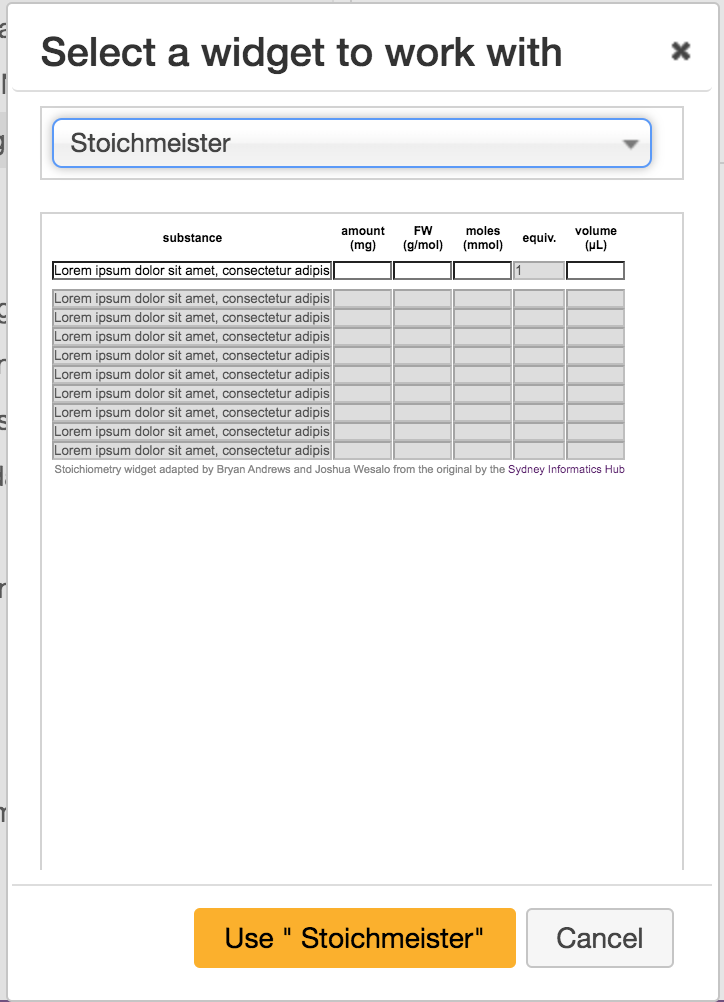 Select a widget to work with
Stoichmeister
substance amount (mg) FW (g/mol) moles (mmol) equiv. volume (µL)
Lorem ipsum dolor sit amet, consectetur adipis 1
Lorem ipsum dolor sit amet, consectetur adipis
Lorem ipsum dolor sit amet, consectetur adipis
Lorem ipsum dolor sit amet, consectetur adipis
Lorem ipsum dolor sit amet, consectetur adipis
Lorem ipsum dolor sit amet, consectetur adipis
Lorem ipsum dolor sit amet, consectetur adipis
Lorem ipsum dolor sit amet, consectetur adipis
Lorem ipsum dolor sit amet, consectetur adipis
Lorem ipsum dolor sit amet, consectetur adipis
Stoichiometry widget adapted by Bryan Andrews and Joshua Wesalo from the original by the Sydney Informatics Hub
Use " Stoichmeister" Cancel